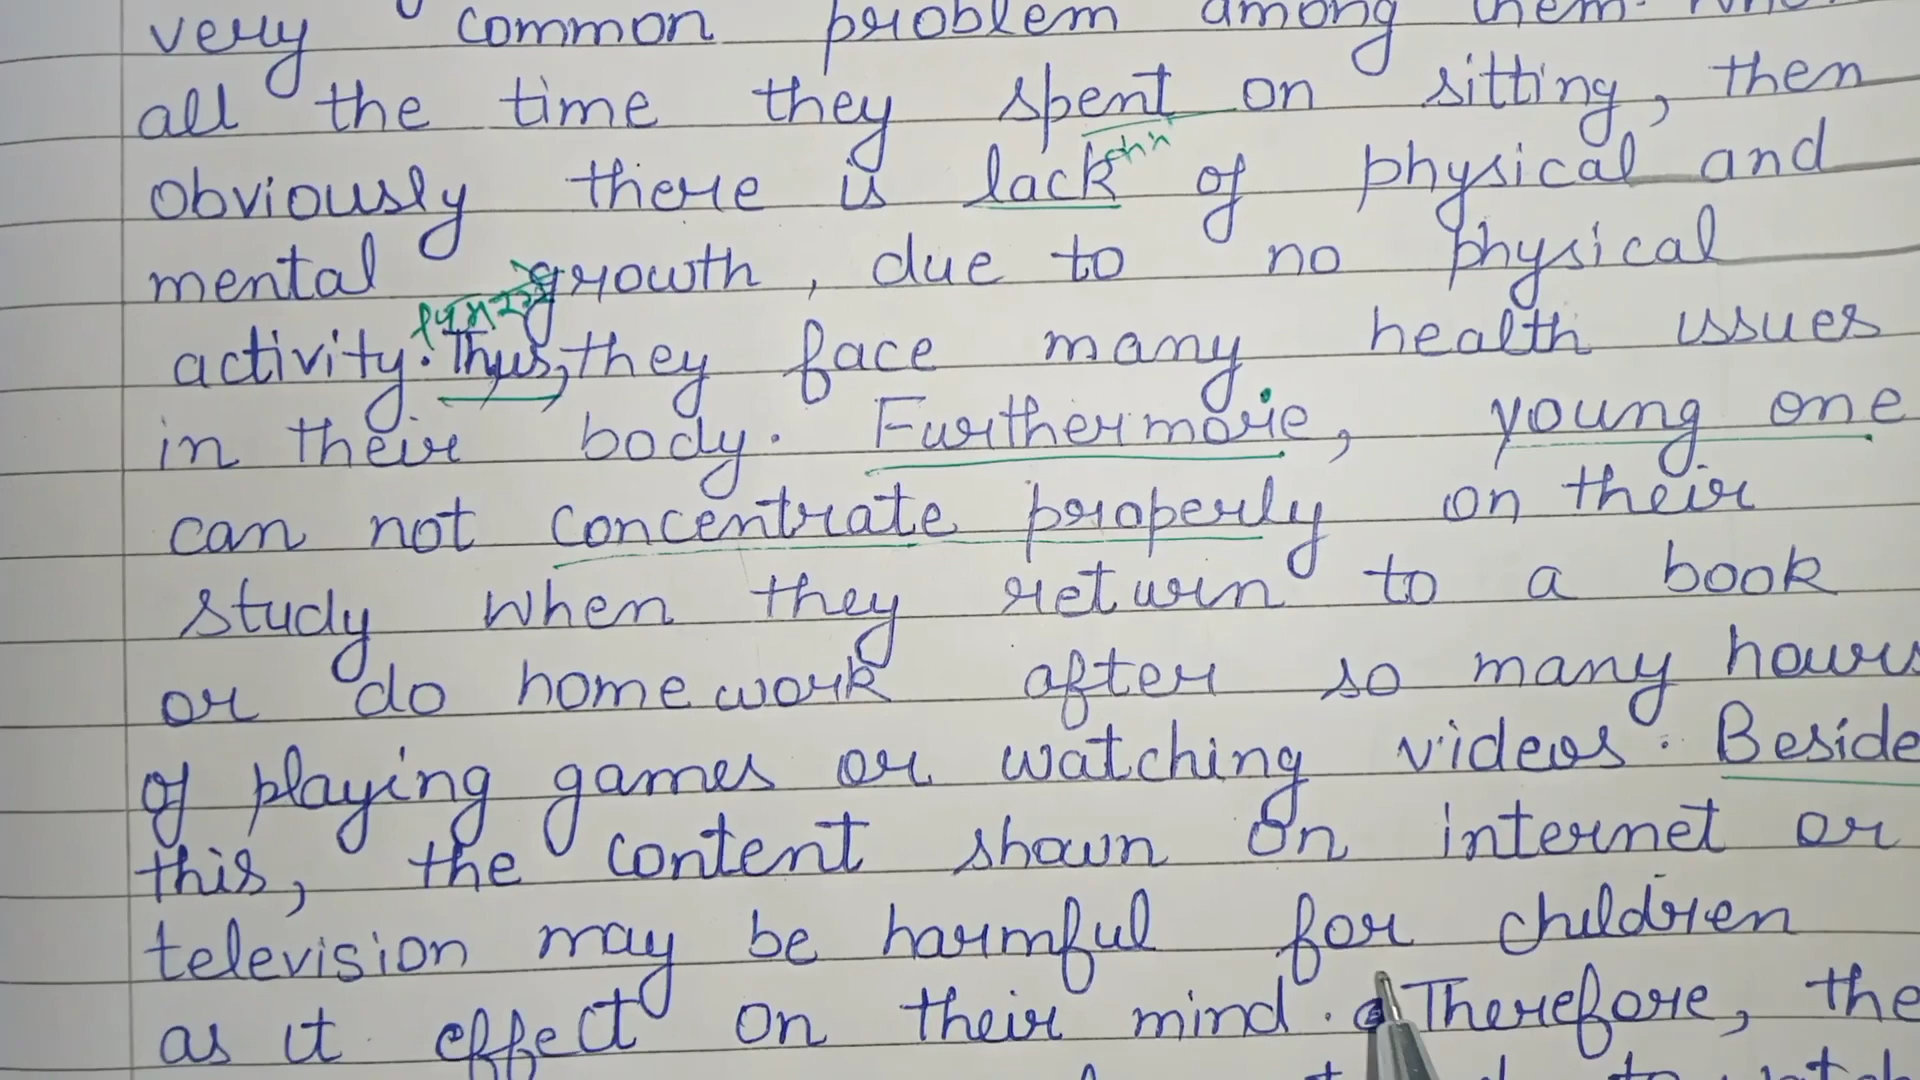 very common problem among them.
all the time they spent on sitting, then
obviously there is lack of physical and
mental growth, due to no physical
activity. Thus, they face many health issues
in their body. Furthermore, young one
can not concentrate properly on their
study when they return to a book
or do homework after so many hours
of playing games or watching videos. Beside
this, the content shown on internet or
television may be harmful for children
as it effect on their mind. Therefore, the